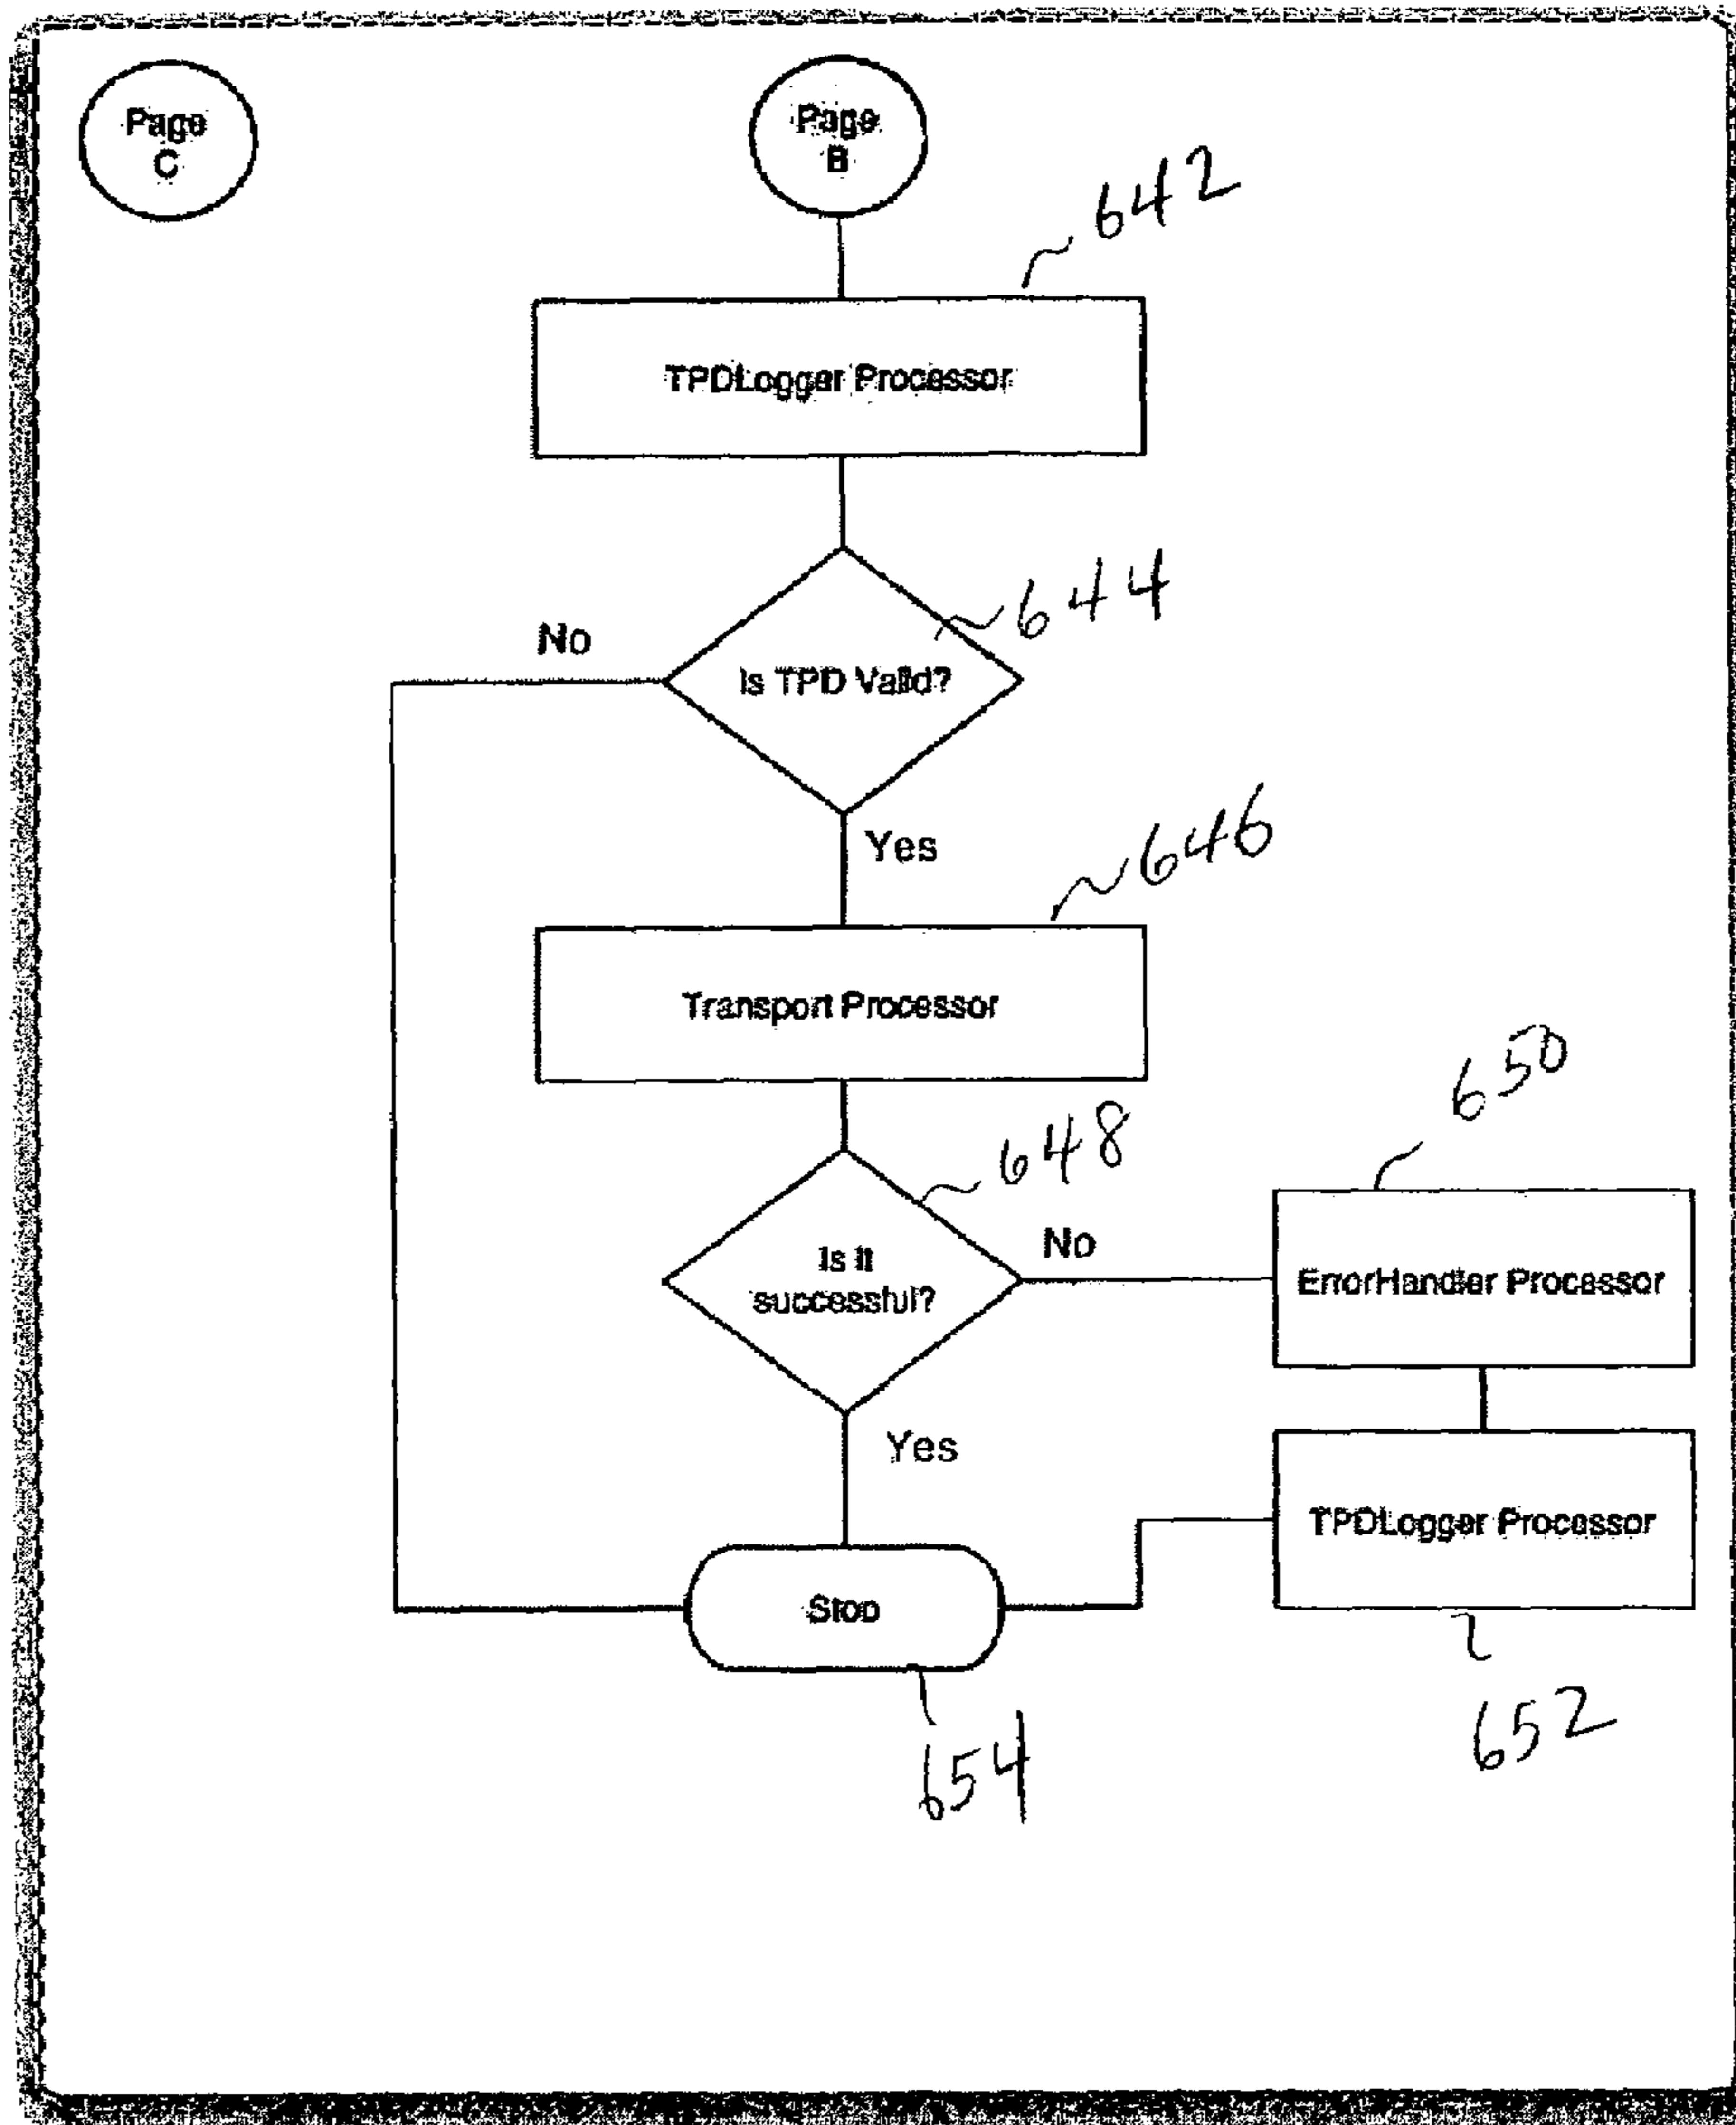 Page
C
Page
B
642
TPDLogger Processor
644
No
Is TPD Valid?
Yes
646
Transport Processor
650
648
No
Is it
successful?
ErrorHandler Processor
Yes
TPDLogger Processor
Stop
652
654